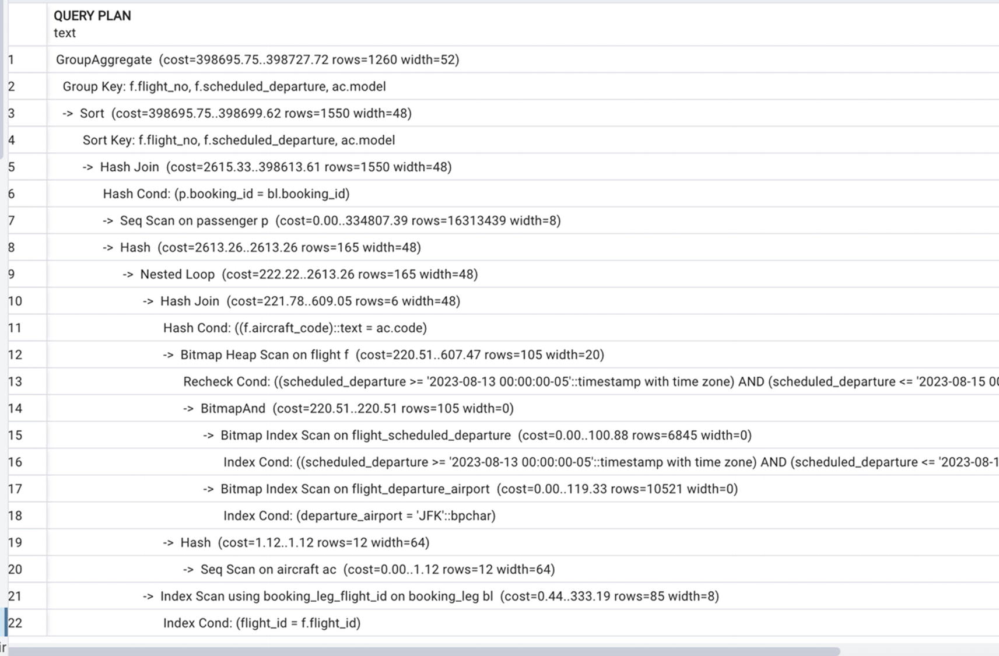 QUERY PLAN
text
1 GroupAggregate (cost=398695.75..398727.72 rows=1260 width=52)
2 Group Key: f.flight_no, f.scheduled_departure, ac.model
3 -> Sort (cost=398695.75..398699.62 rows=1550 width=48)
4 Sort Key: f.flight_no, f.scheduled_departure, ac.model
5 -> Hash Join (cost=2615.33..398613.61 rows=1550 width=48)
6 Hash Cond: (p.booking_id = bl.booking_id)
7 -> Seq Scan on passenger p (cost=0.00..334807.39 rows=16313439 width=8)
8 -> Hash (cost=2613.26..2613.26 rows=165 width=48)
9 -> Nested Loop (cost=222.22..2613.26 rows=165 width=48)
10 -> Hash Join (cost=221.78..609.05 rows=6 width=48)
11 Hash Cond: ((f.aircraft_code)::text = ac.code)
12 -> Bitmap Heap Scan on flight f (cost=220.51..607.47 rows=105 width=20)
13 Recheck Cond: ((scheduled_departure >= '2023-08-13 00:00:00-05'::timestamp with time zone) AND (scheduled_departure <= '2023-08-15 00
14 -> BitmapAnd (cost=220.51..220.51 rows=105 width=0)
15 -> Bitmap Index Scan on flight_scheduled_departure (cost=0.00..100.88 rows=6845 width=0)
16 Index Cond: ((scheduled_departure >= '2023-08-13 00:00:00-05'::timestamp with time zone) AND (scheduled_departure <= '2023-08-1
17 -> Bitmap Index Scan on flight_departure_airport (cost=0.00..119.33 rows=10521 width=0)
18 Index Cond: (departure_airport = 'JFK'::bpchar)
19 -> Hash (cost=1.12..1.12 rows=12 width=64)
20 -> Seq Scan on aircraft ac (cost=0.00..1.12 rows=12 width=64)
21 -> Index Scan using booking_leg_flight_id on booking_leg bl (cost=0.44..333.19 rows=85 width=8)
22 Index Cond: (flight_id = f.flight_id)